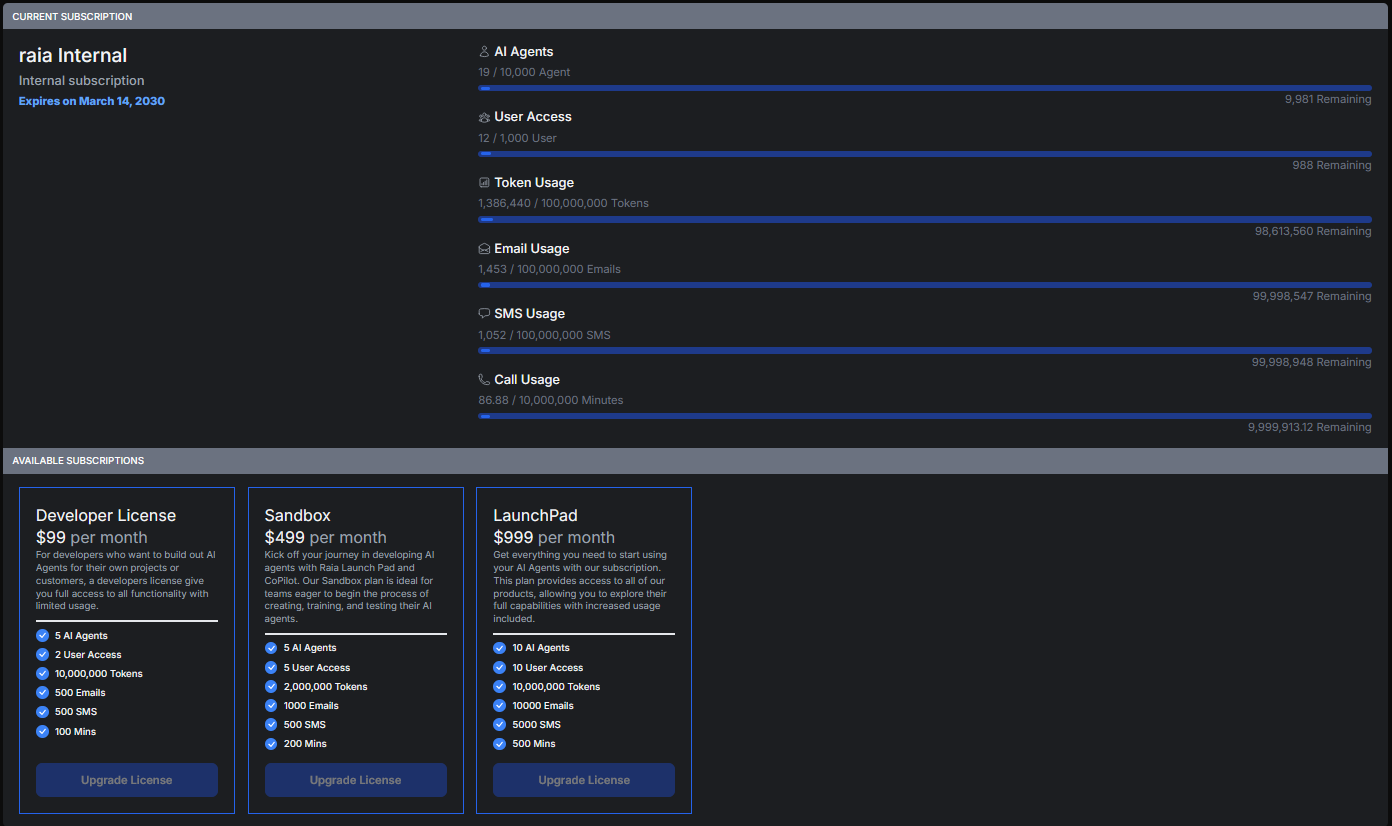 CURRENT SUBSCRIPTION
raia Internal
Internal subscription
Expires on March 14, 2030
AI Agents
19 / 10,000 Agent
9,981 Remaining
User Access
12 / 1,000 User
988 Remaining
Token Usage
1,386,440 / 100,000,000 Tokens
98,613,560 Remaining
Email Usage
1,453 / 100,000,000 Emails
99,998,547 Remaining
SMS Usage
1,052 / 100,000,000 SMS
99,998,948 Remaining
Call Usage
86.88 / 10,000,000 Minutes
9,999,913.12 Remaining
AVAILABLE SUBSCRIPTIONS
Developer License
$99 per month
For developers who want to build out AI
Agents for their own projects or
customers, a developers license give
you full access to all functionality with
limited usage.
5 AI Agents
2 User Access
10,000,000 Tokens
500 Emails
500 SMS
100 Mins
Upgrade License
Sandbox
$499 per month
Kick off your journey in developing AI
agents with Raia Launch Pad and
CoPilot. Our Sandbox plan is ideal for
teams eager to begin the process of
creating, training, and testing their AI
agents.
5 AI Agents
5 User Access
2,000,000 Tokens
1000 Emails
500 SMS
200 Mins
Upgrade License
LaunchPad
$999 per month
Get everything you need to start using
your AI Agents with our subscription.
This plan provides access to all of our
products, allowing you to explore their
full capabilities with increased usage
included.
10 AI Agents
10 User Access
10,000,000 Tokens
10000 Emails
5000 SMS
500 Mins
Upgrade License